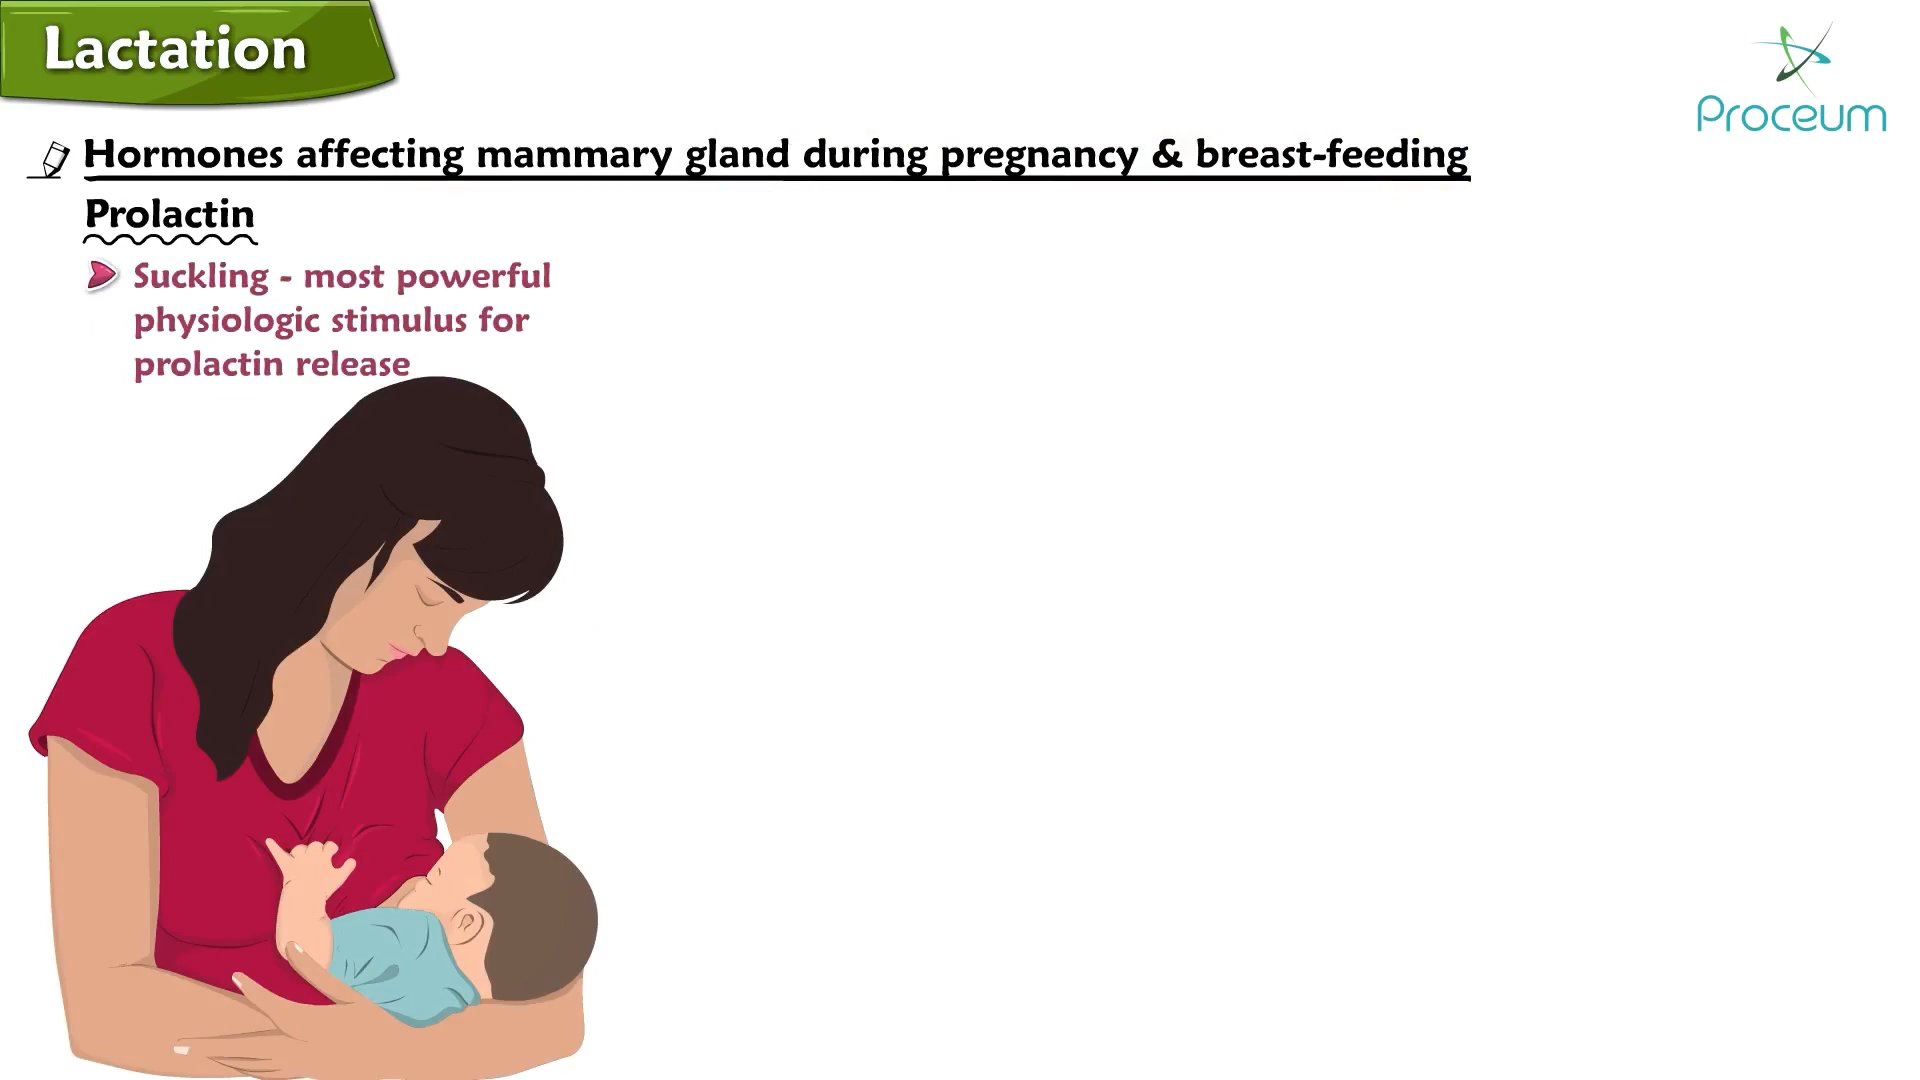 Lactation
Proceum
Hormones affecting mammary gland during pregnancy & breast-feeding
Prolactin
Suckling - most powerful
physiologic stimulus for
prolactin release